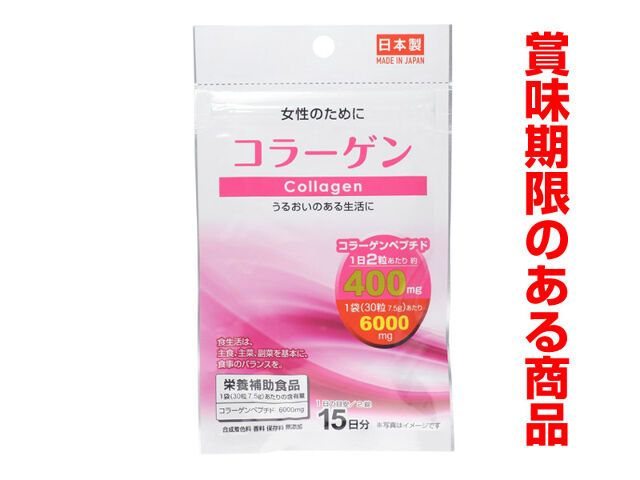 日本製
MADE IN JAPAN
女性のために
コラーゲン
Collagen
うるおいのある生活に
コラーゲンペプチド
1日2粒あたり 約
400mg
1袋(30粒 7.5g)あたり
6000mg
食生活は、
主食、主菜、副菜を基本に、
食事のバランスを。
栄養補助食品
1袋(30粒 7.5g)あたりの含有量
コラーゲンペプチド 6000mg
合成着色料 香料 保存料 無添加
1日の目安/2粒
15日分
※写真はイメージです
賞味期限のある商品